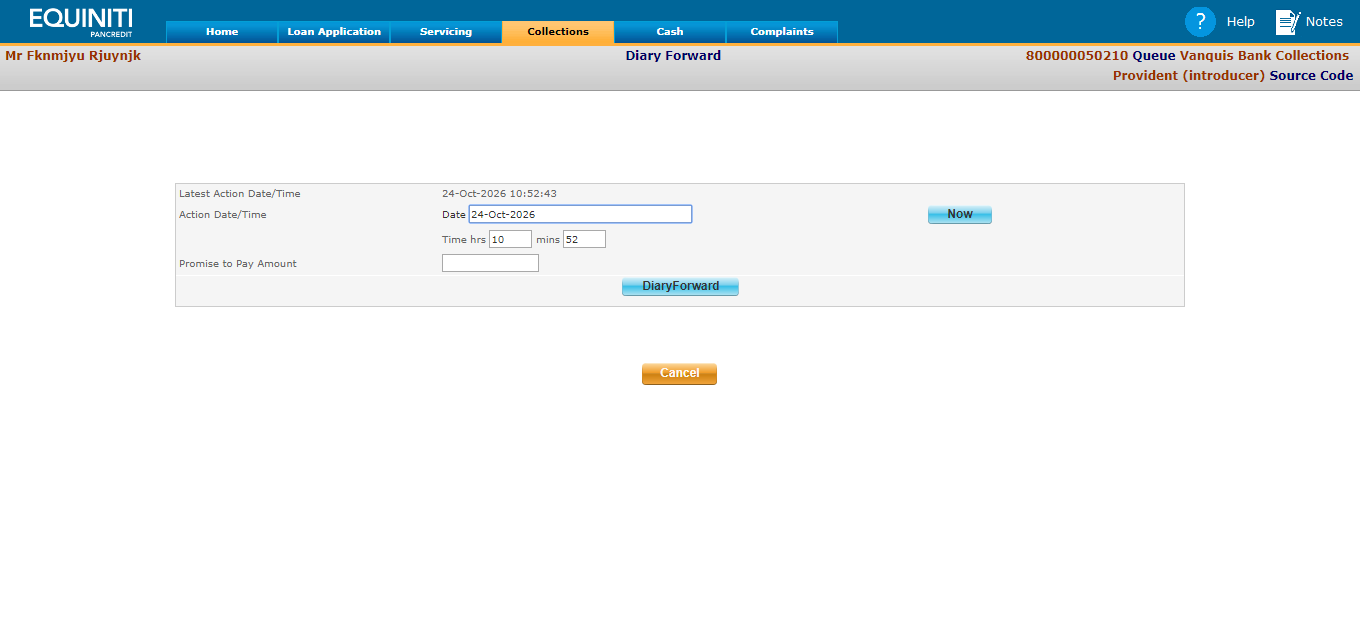 EQUINITI
PANCREDIT
Home Loan Application Servicing Collections Cash Complaints
? Help Notes
Mr Fknmjyu Rjuynjk Diary Forward 800000050210 Queue Vanquis Bank Collections
Provident (introducer) Source Code
Latest Action Date/Time 24-Oct-2026 10:52:43
Action Date/Time Date 24-Oct-2026 Now
Time hrs 10 mins 52
Promise to Pay Amount
DiaryForward
Cancel